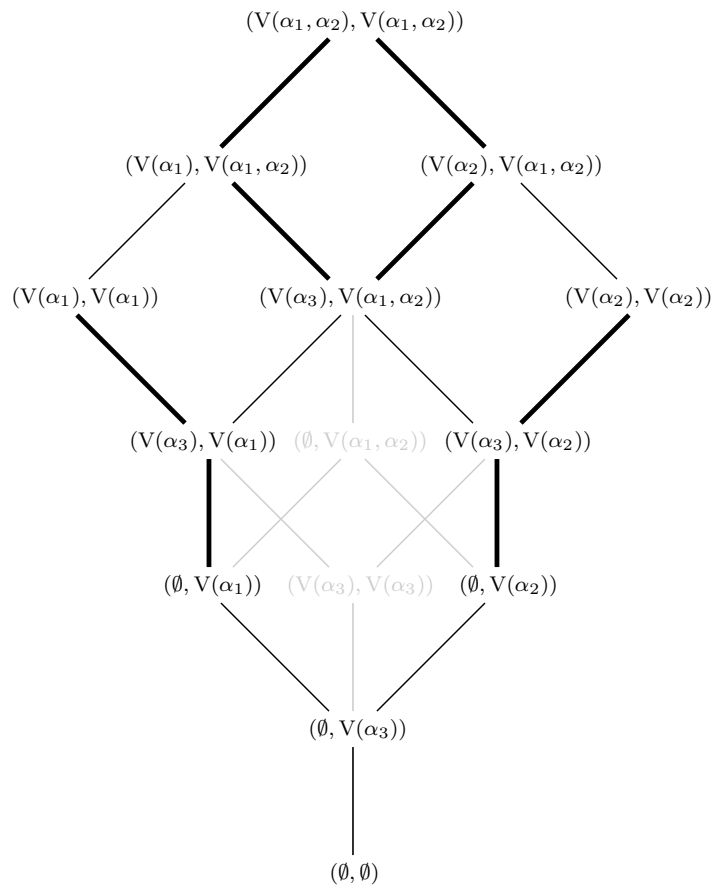 (V(α₁, α₂), V(α₁, α₂))
(V(α₁), V(α₁, α₂)) (V(α₂), V(α₁, α₂))
(V(α₁), V(α₁)) (V(α₃), V(α₁, α₂)) (V(α₂), V(α₂))
(V(α₃), V(α₁)) (∅, V(α₁, α₂)) (V(α₃), V(α₂))
(∅, V(α₁)) (V(α₃), V(α₃)) (∅, V(α₂))
(∅, V(α₃))
(∅, ∅)